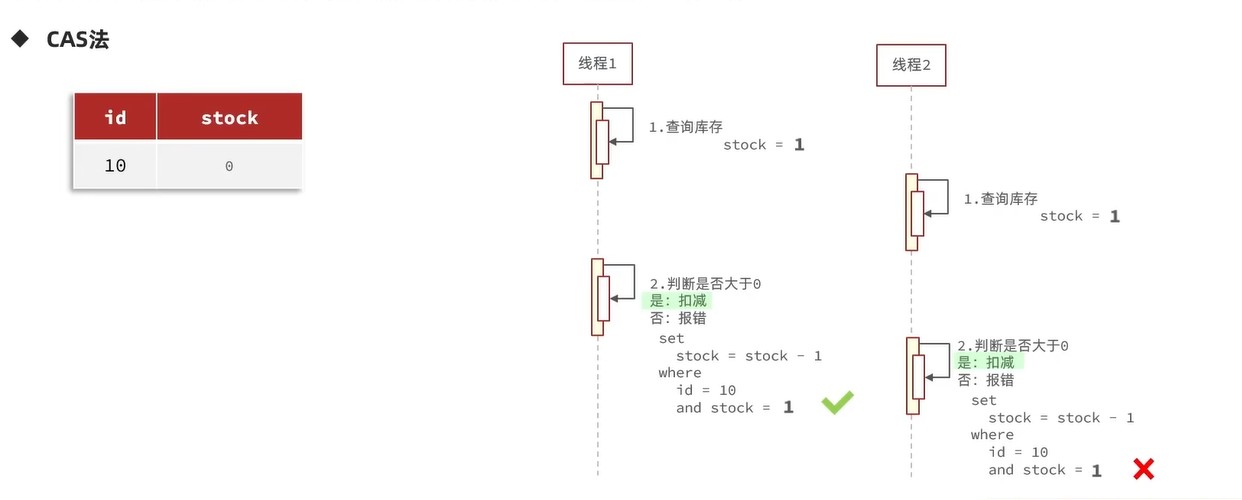 ◆ CAS法
id stock
10 0
线程1
1.查询库存
stock = 1
2.判断是否大于0
是：扣减
否：报错
set
stock = stock - 1
where
id = 10
and stock = 1
线程2
1.查询库存
stock = 1
2.判断是否大于0
是：扣减
否：报错
set
stock = stock - 1
where
id = 10
and stock = 1